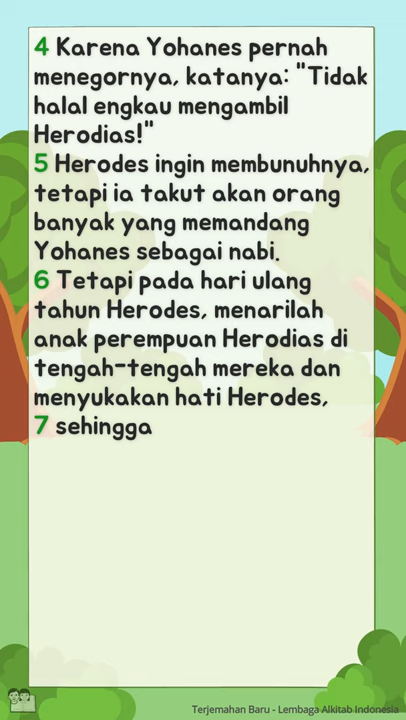 4 Karena Yohanes pernah
menegornya, katanya: "Tidak
halal engkau mengambil
Herodias!"
5 Herodes ingin membunuhnya,
tetapi ia takut akan orang
banyak yang memandang
Yohanes sebagai nabi.
6 Tetapi pada hari ulang
tahun Herodes, menarilah
anak perempuan Herodias di
tengah-tengah mereka dan
menyukakan hati Herodes,
7 sehingga
Terjemahan Baru - Lembaga Alkitab Indonesia